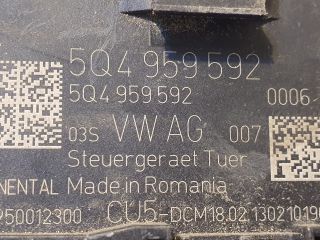 5Q4 959 592
5Q4 959 592 0006-
03S VW AG 007
Steuergeraet Tuer
NENTAL Made in Romania
250012300 CU5-DCM18.02.130210190